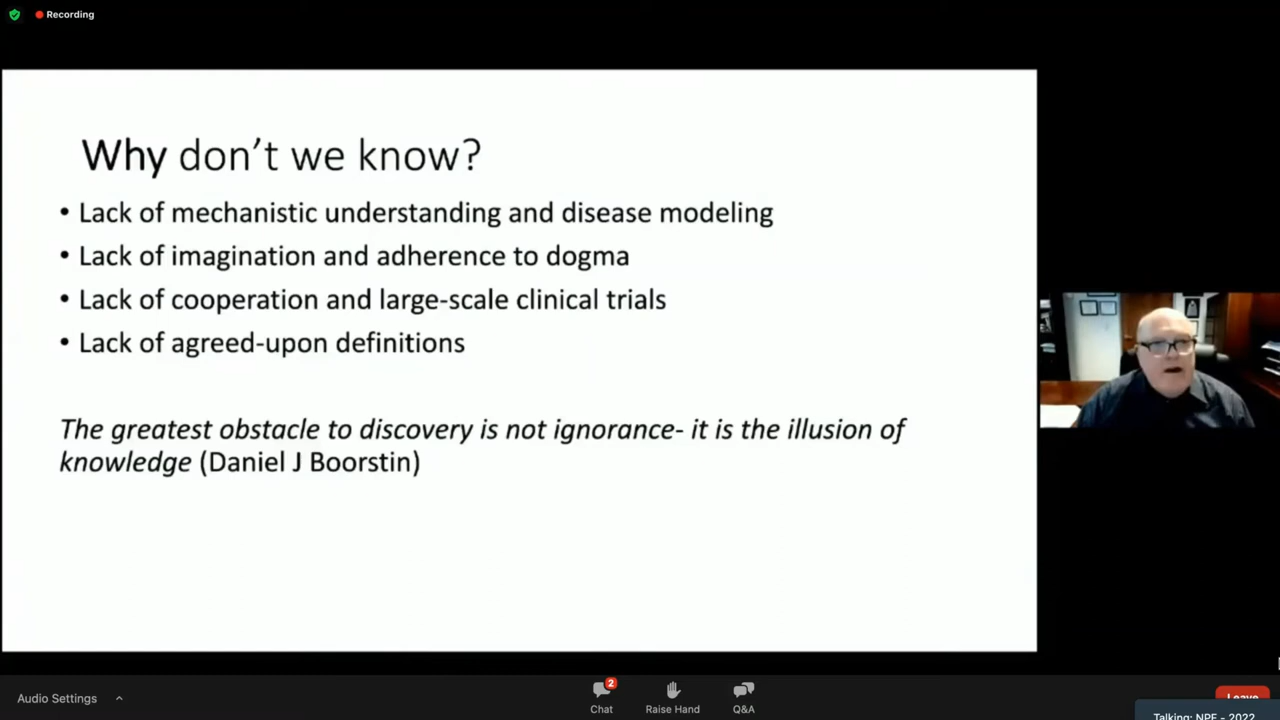 Recording
Why don't we know?
• Lack of mechanistic understanding and disease modeling
• Lack of imagination and adherence to dogma
• Lack of cooperation and large-scale clinical trials
• Lack of agreed-upon definitions
The greatest obstacle to discovery is not ignorance- it is the illusion of
knowledge (Daniel J Boorstin)
Audio Settings
2
Chat
Raise Hand
Q&A
Leave
Talking: NPF - 2022